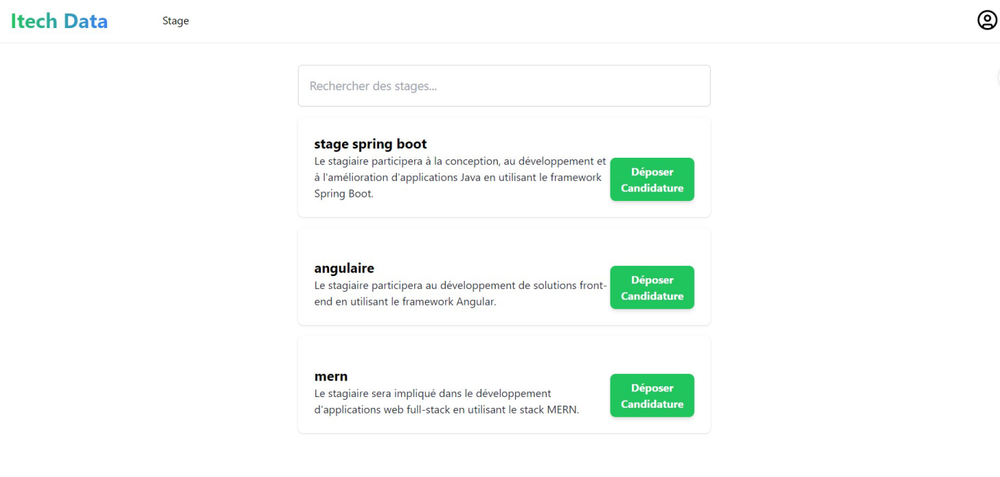 Itech Data
Stage
Rechercher des stages...
stage spring boot
Le stagiaire participera à la conception, au développement et
à l'amélioration d'applications Java en utilisant le framework
Spring Boot.
Déposer
Candidature
angulaire
Le stagiaire participera au développement de solutions front-
end en utilisant le framework Angular.
Déposer
Candidature
mern
Le stagiaire sera impliqué dans le développement
d'applications web full-stack en utilisant le stack MERN.
Déposer
Candidature